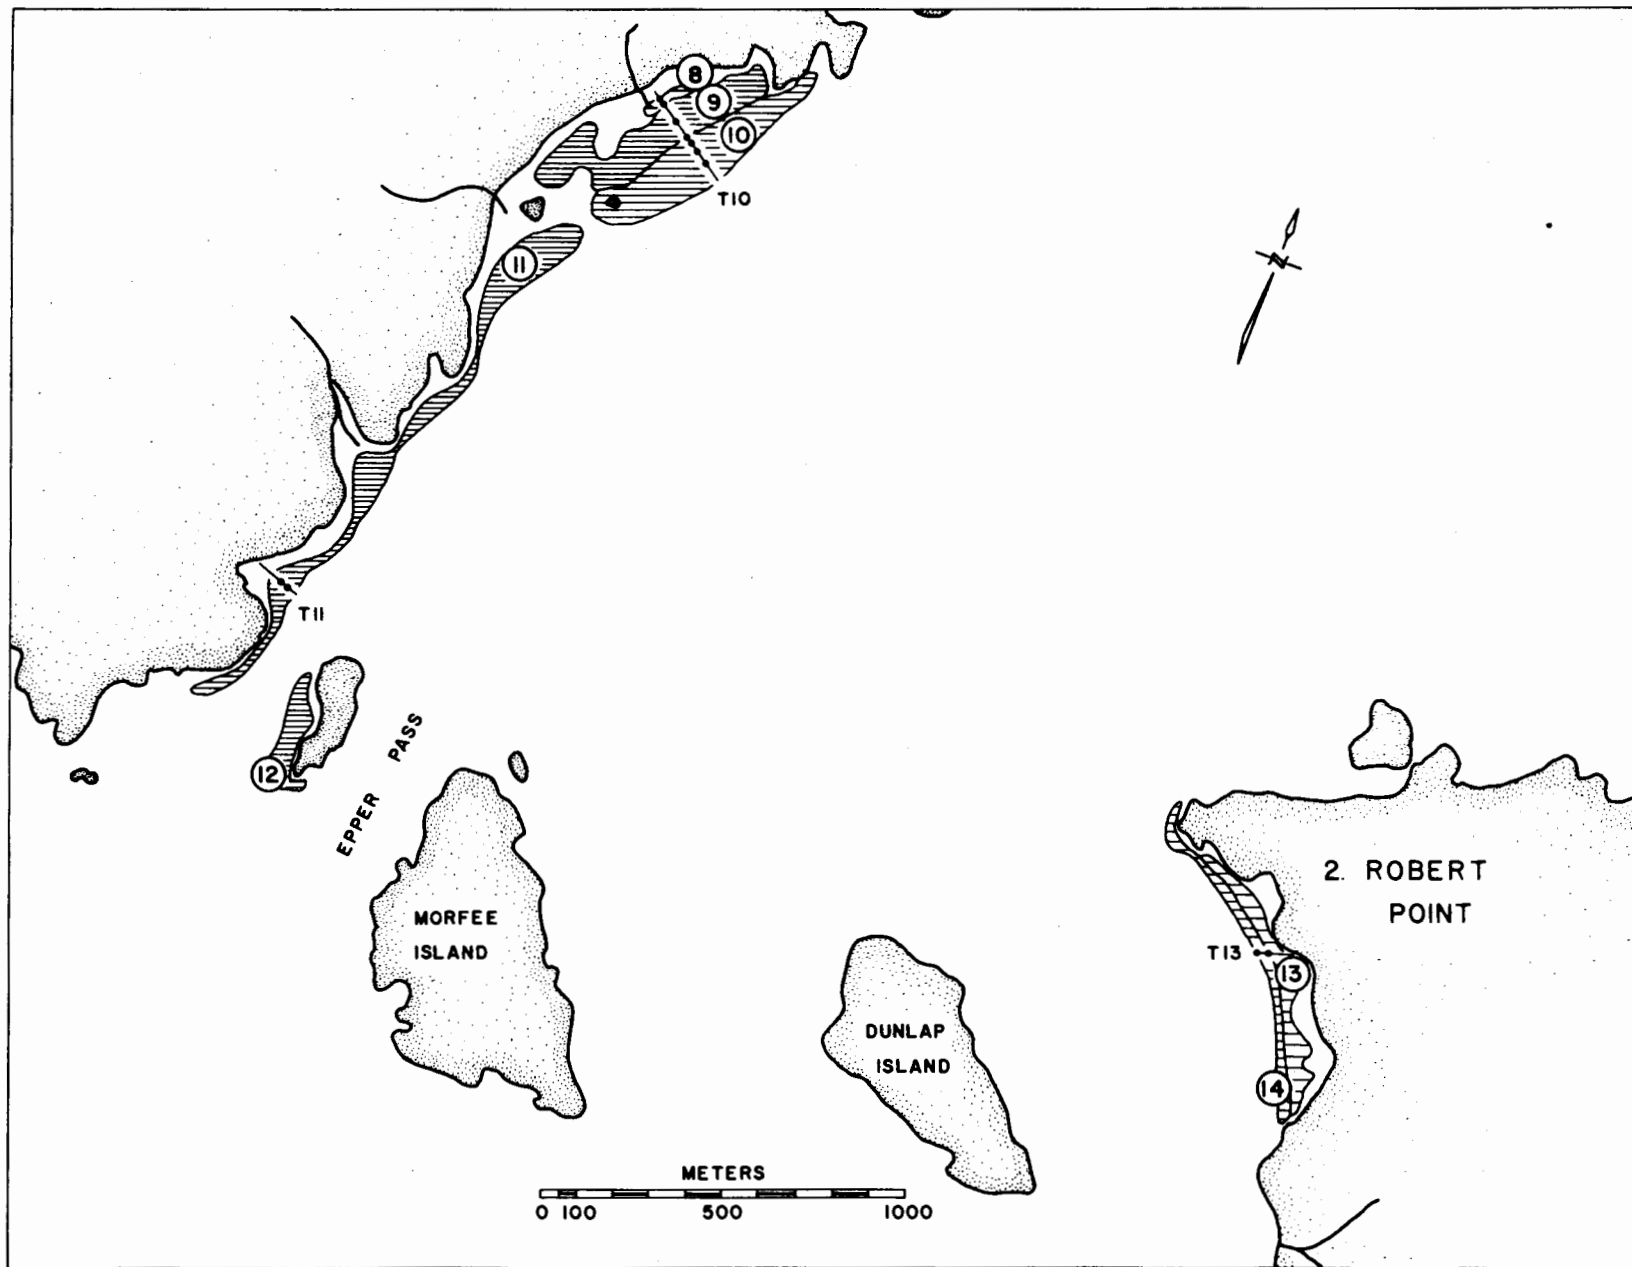 8
9
10
T10
11
N
T11
12
EPPER PASS
MORFEE
ISLAND
2. ROBERT
POINT
T13
13
DUNLAP
ISLAND
14
METERS
0 100 500 1000